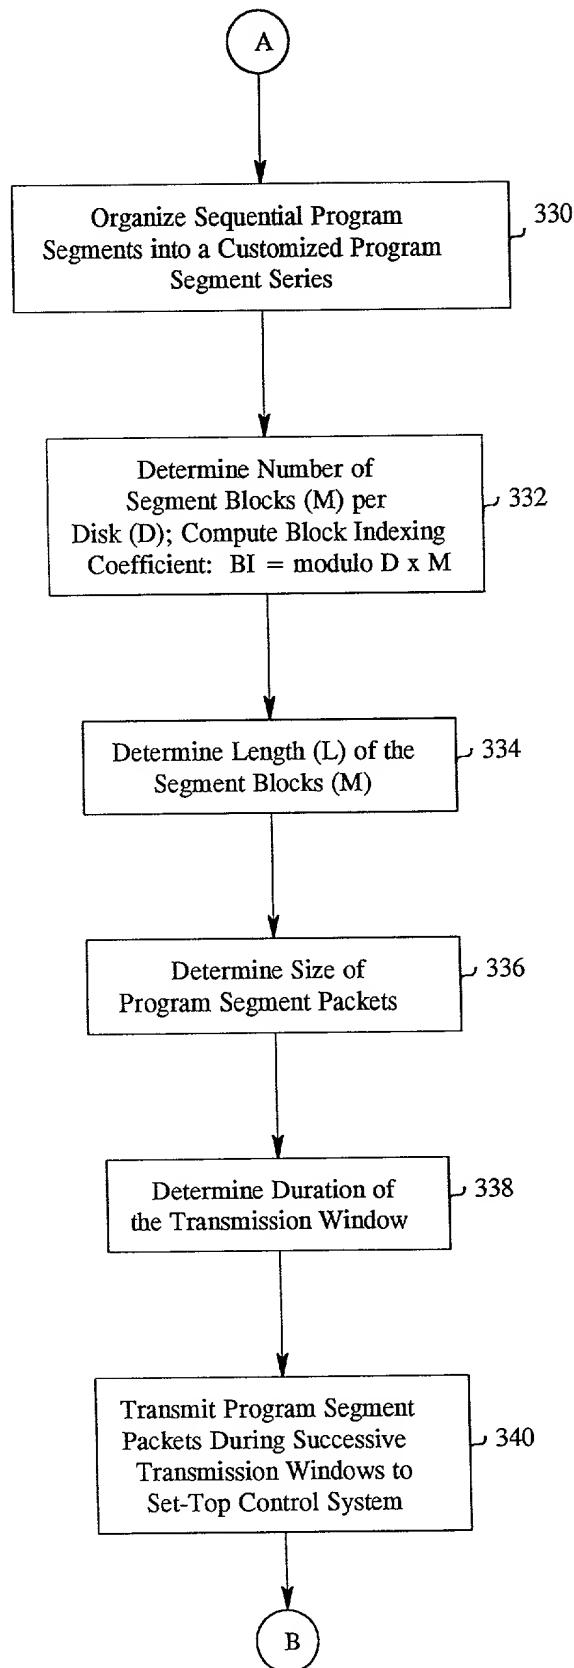 A
Organize Sequential Program
Segments into a Customized Program
Segment Series
330
Determine Number of
Segment Blocks (M) per
Disk (D); Compute Block Indexing
Coefficient: BI = modulo D x M
332
Determine Length (L) of the
Segment Blocks (M)
334
Determine Size of
Program Segment Packets
336
Determine Duration of
the Transmission Window
338
Transmit Program Segment
Packets During Successive
Transmission Windows to
Set-Top Control System
340
B